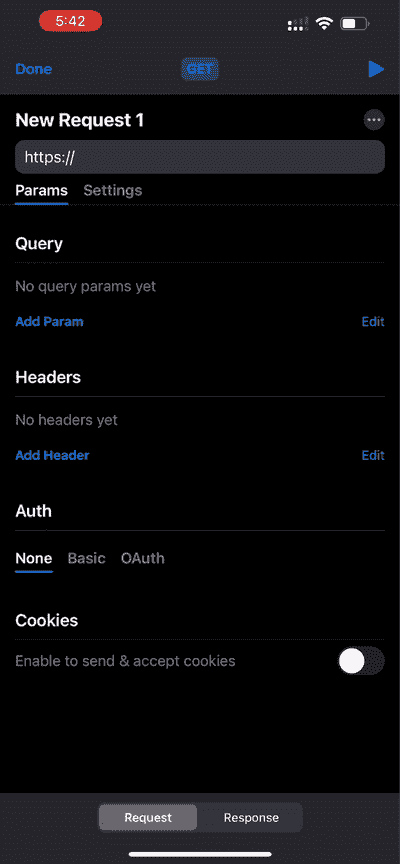 5:42
Done GET
New Request 1
https://
Params Settings
Query
No query params yet
Add Param Edit
Headers
No headers yet
Add Header Edit
Auth
None Basic OAuth
Cookies
Enable to send & accept cookies
Request Response